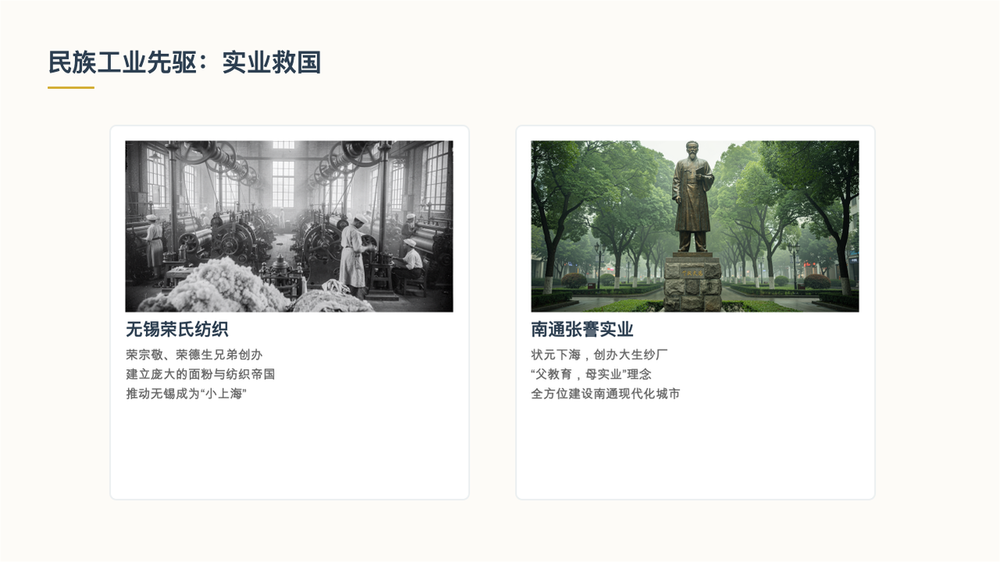 民族工业先驱：实业救国
无锡荣氏纺织
荣宗敬、荣德生兄弟创办
建立庞大的面粉与纺织帝国
推动无锡成为“小上海”
南通张謇实业
状元下海，创办大生纱厂
“父教育，母实业”理念
全方位建设南通现代化城市